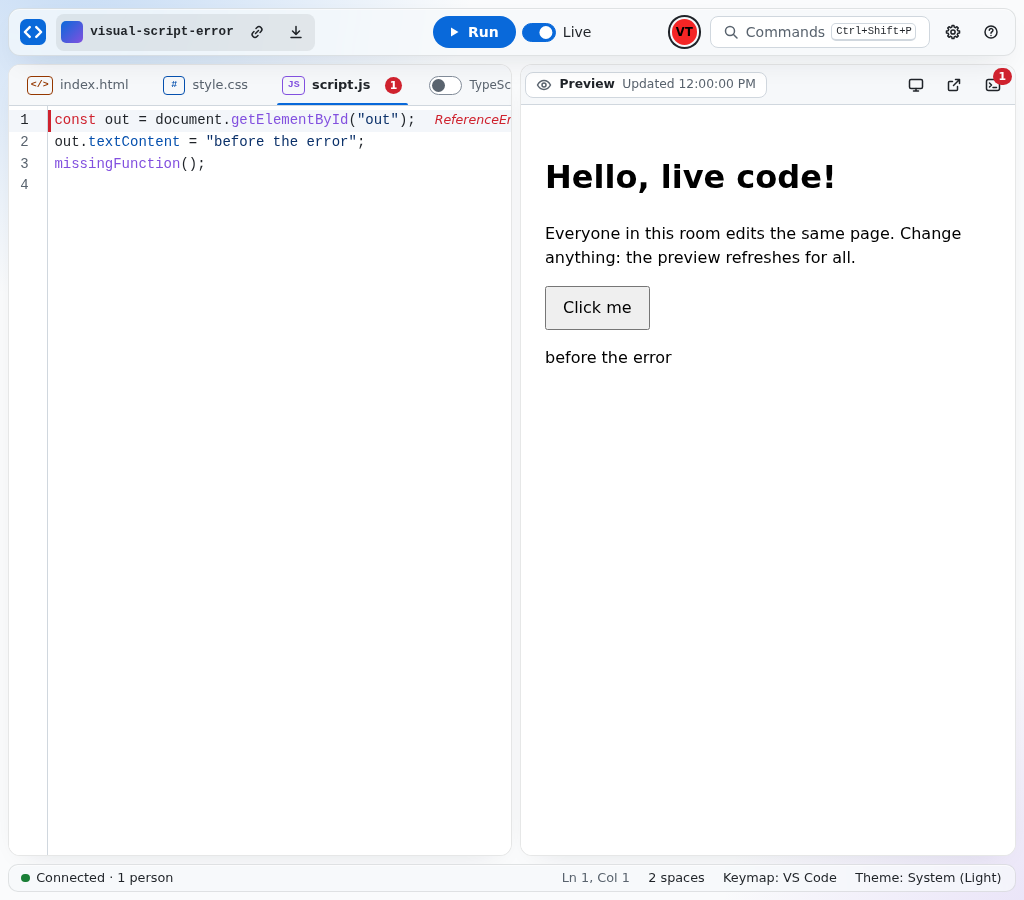 visual-script-error
Run
Live
VT
Commands Ctrl+Shift+P
</> index.html
# style.css
JS script.js 1
TypeSc
Preview Updated 12:00:00 PM
1
1 const out = document.getElementById("out"); ReferenceEr
2 out.textContent = "before the error";
3 missingFunction();
4
Hello, live code!
Everyone in this room edits the same page. Change
anything: the preview refreshes for all.
Click me
before the error
Connected · 1 person
Ln 1, Col 1
2 spaces
Keymap: VS Code
Theme: System (Light)